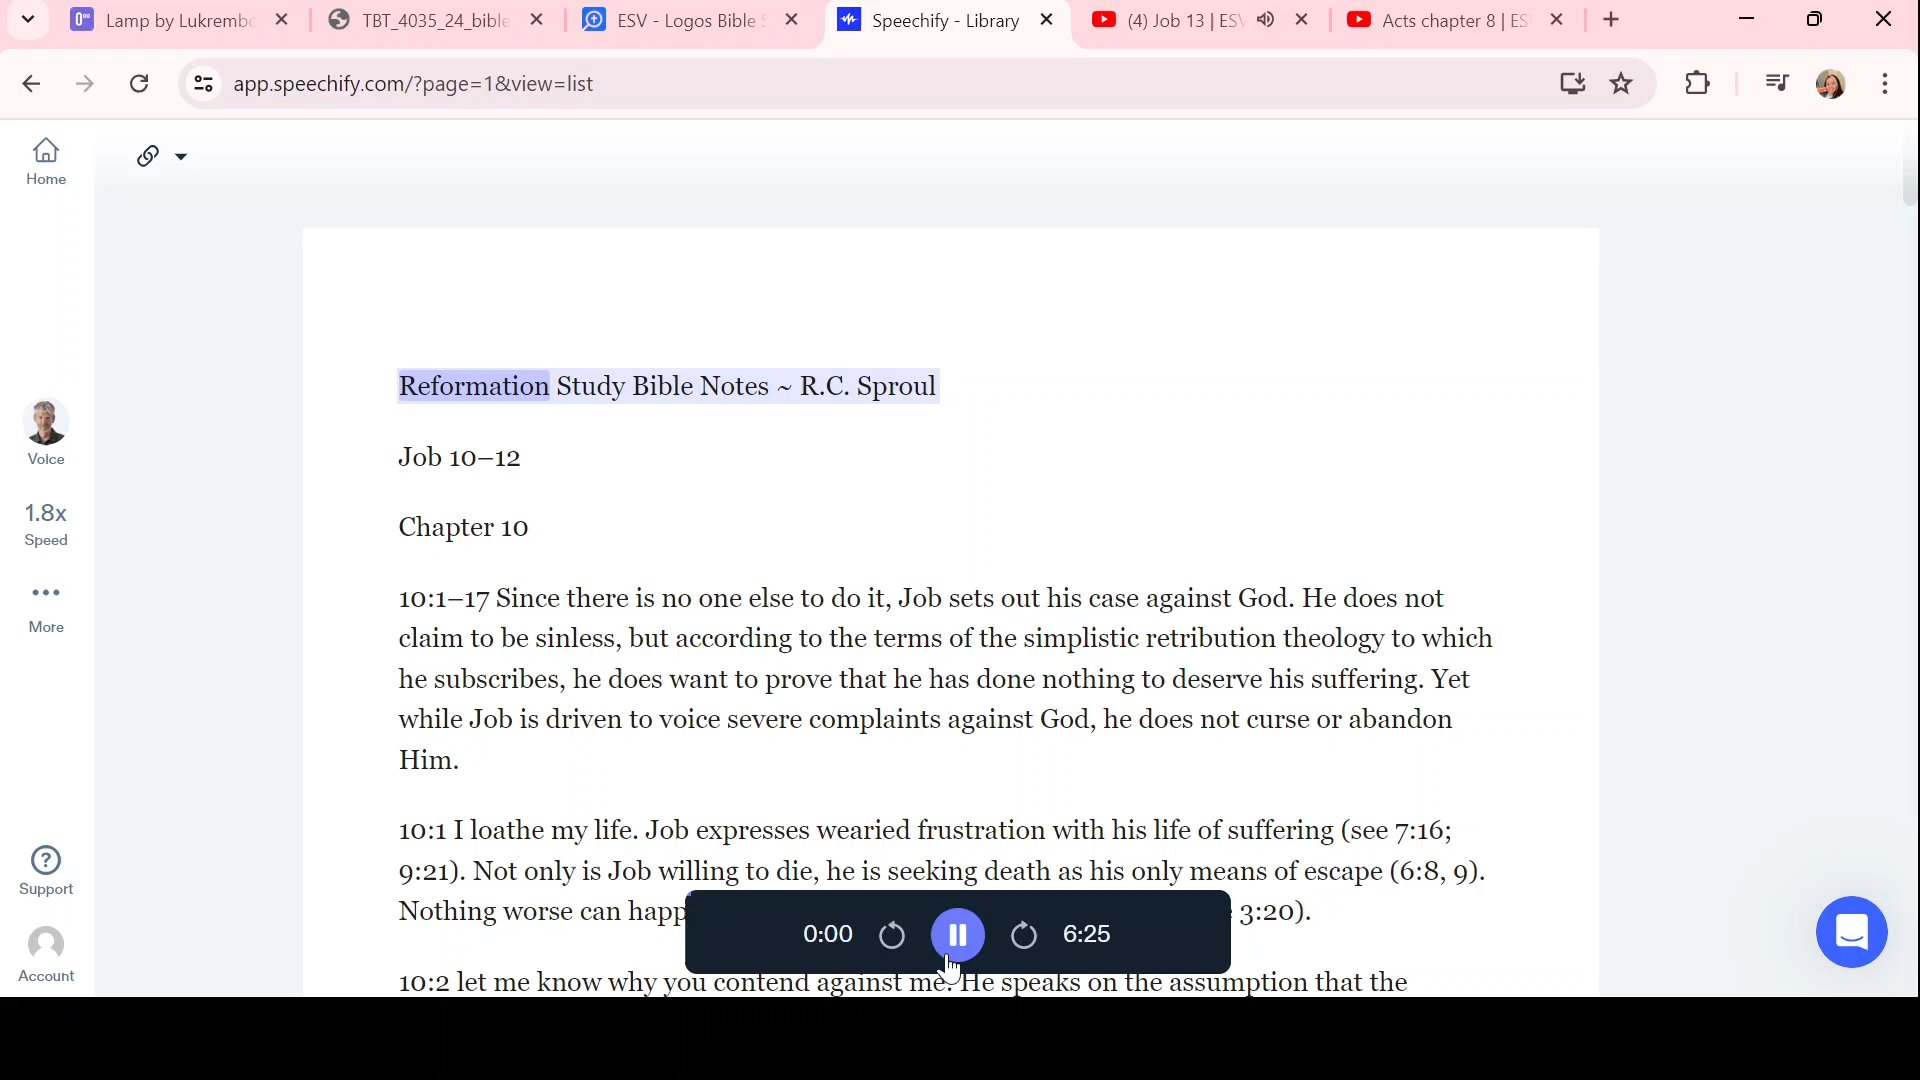 Lamp by Lukrembo
TBT_4035_24_bible
ESV - Logos Bible S
Speechify - Library
(4) Job 13 | ESV
Acts chapter 8 | ES
app.speechify.com/?page=1&view=list
Home
Reformation Study Bible Notes ~ R.C. Sproul
Job 10–12
Voice
1.8x
Speed
Chapter 10
More
10:1–17 Since there is no one else to do it, Job sets out his case against God. He does not
claim to be sinless, but according to the terms of the simplistic retribution theology to which
he subscribes, he does want to prove that he has done nothing to deserve his suffering. Yet
while Job is driven to voice severe complaints against God, he does not curse or abandon
Him.
10:1 I loathe my life. Job expresses wearied frustration with his life of suffering (see 7:16;
9:21). Not only is Job willing to die, he is seeking death as his only means of escape (6:8, 9).
Nothing worse can happ 3:20).
0:00 6:25
10:2 let me know why you contend against me. He speaks on the assumption that the
Support
Account